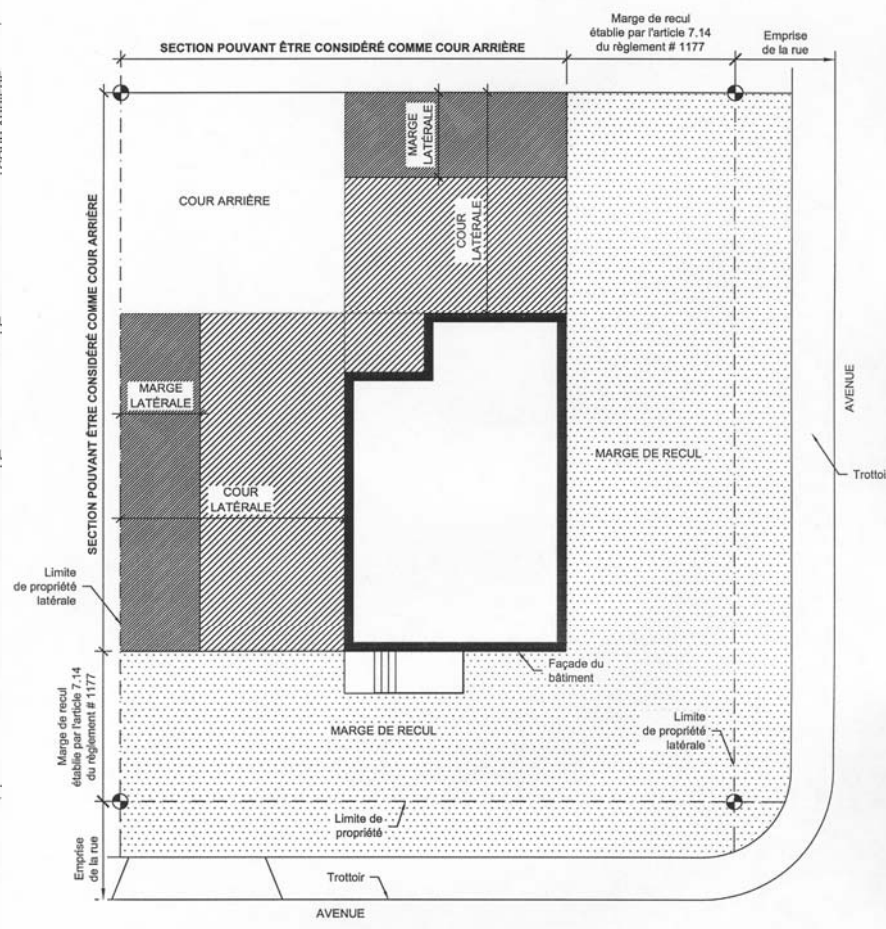 Marge de recul
établie par l'article 7.14
du règlement # 1177
Emprise
de la rue
SECTION POUVANT ÊTRE CONSIDÉRÉ COMME COUR ARRIÈRE
MARGE
LATÉRALE
COUR ARRIÈRE
COUR
LATÉRALE
SECTION POUVANT ÊTRE CONSIDÉRÉ COMME COUR ARRIÈRE
MARGE
LATÉRALE
AVENUE
MARGE DE RECUL
Trottoir
COUR
LATÉRALE
Limite
de propriété
latérale
Façade du
bâtiment
Marge de recul
établie par l'article 7.14
du règlement # 1177
MARGE DE RECUL
Limite
de propriété
latérale
Limite de
propriété
Emprise
de la rue
Trottoir
AVENUE